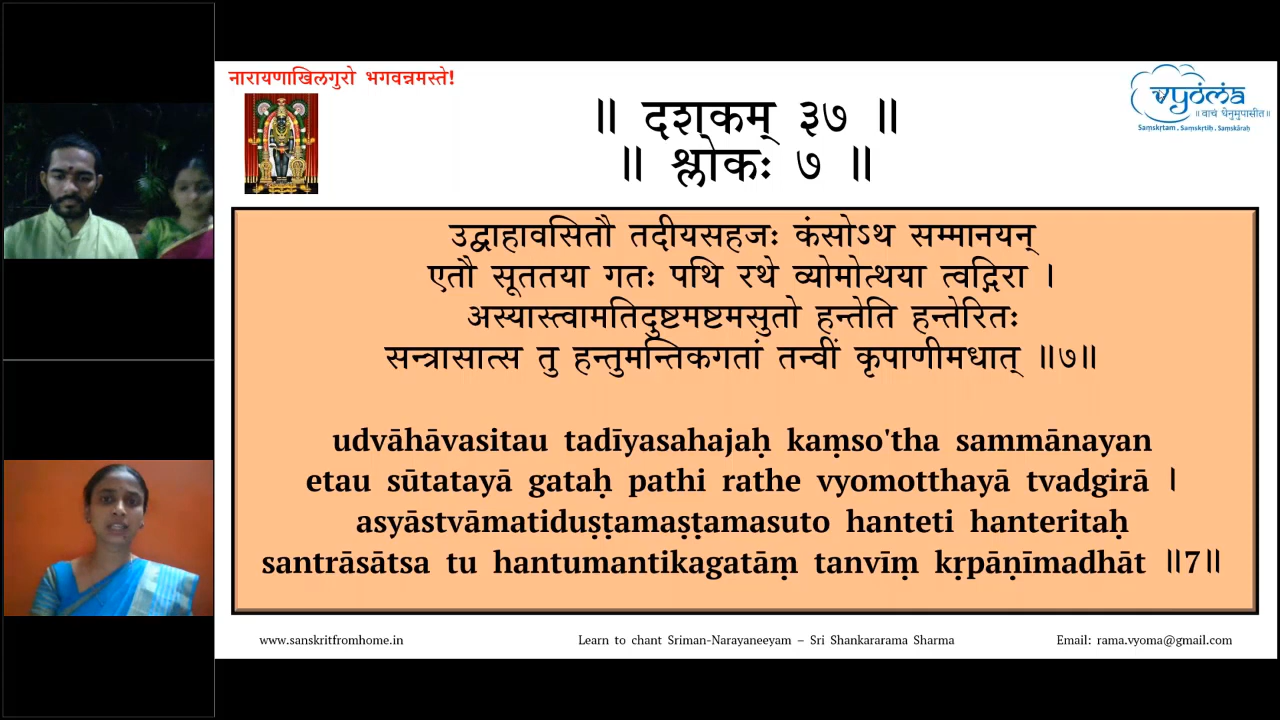 नारायणाखिलगुरो भगवन्नमस्ते!
vyoma
॥ वाचं धेनुमुपासीत॥
Saṃskṛtam . Saṃskṛtiḥ . Saṃskāraḥ
॥ दशकम् ३७ ॥
॥ श्लोकः ७ ॥
उद्वाहावसितौ तदीयसहजः कंसोऽथ सम्मानयन्
एतौ सूततया गतः पथि रथे व्योमोत्थया त्वद्गिरा ।
अस्यास्त्वामतिदुष्टमष्टमसुतो हन्तेति हन्तेरितः
सन्त्रासात्स तु हन्तुमन्तिकगतां तन्वीं कृपाणीमधात् ॥७॥
udvāhāvasitau tadīyasahajaḥ kaṃso'tha sammānayan
etau sūtatayā gataḥ pathi rathe vyomotthayā tvadgirā ।
asyāstvāmatiduṣṭamaṣṭamasuto hanteti hanteritaḥ
santrāsātsa tu hantumantikagatāṃ tanvīṃ kṛpāṇīmadhāt ॥7॥
www.sanskritfromhome.in
Learn to chant Sriman-Narayaneeyam – Sri Shankararama Sharma
Email: rama.vyoma@gmail.com